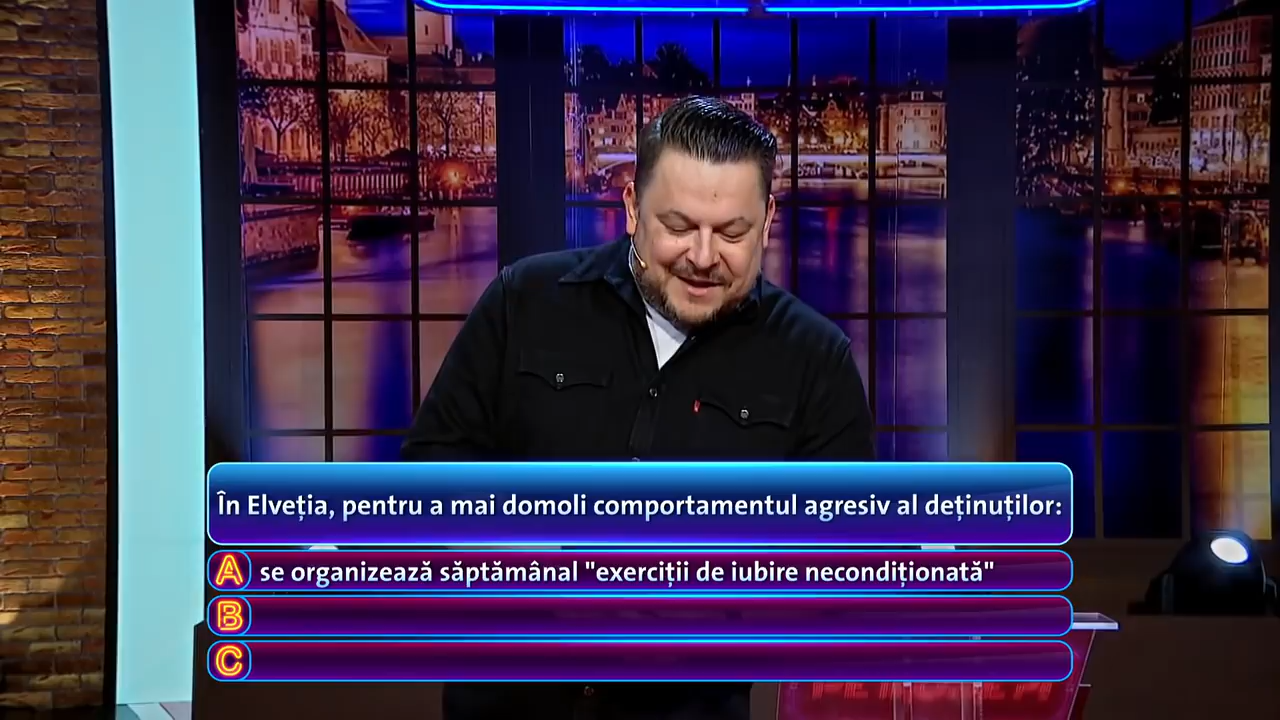 În Elveția, pentru a mai domoli comportamentul agresiv al deținuților:
A se organizează săptămânal "exerciții de iubire necondiționată"
B
C